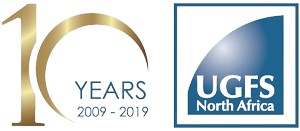 10
YEARS
2009 - 2019
UGFS
North Africa